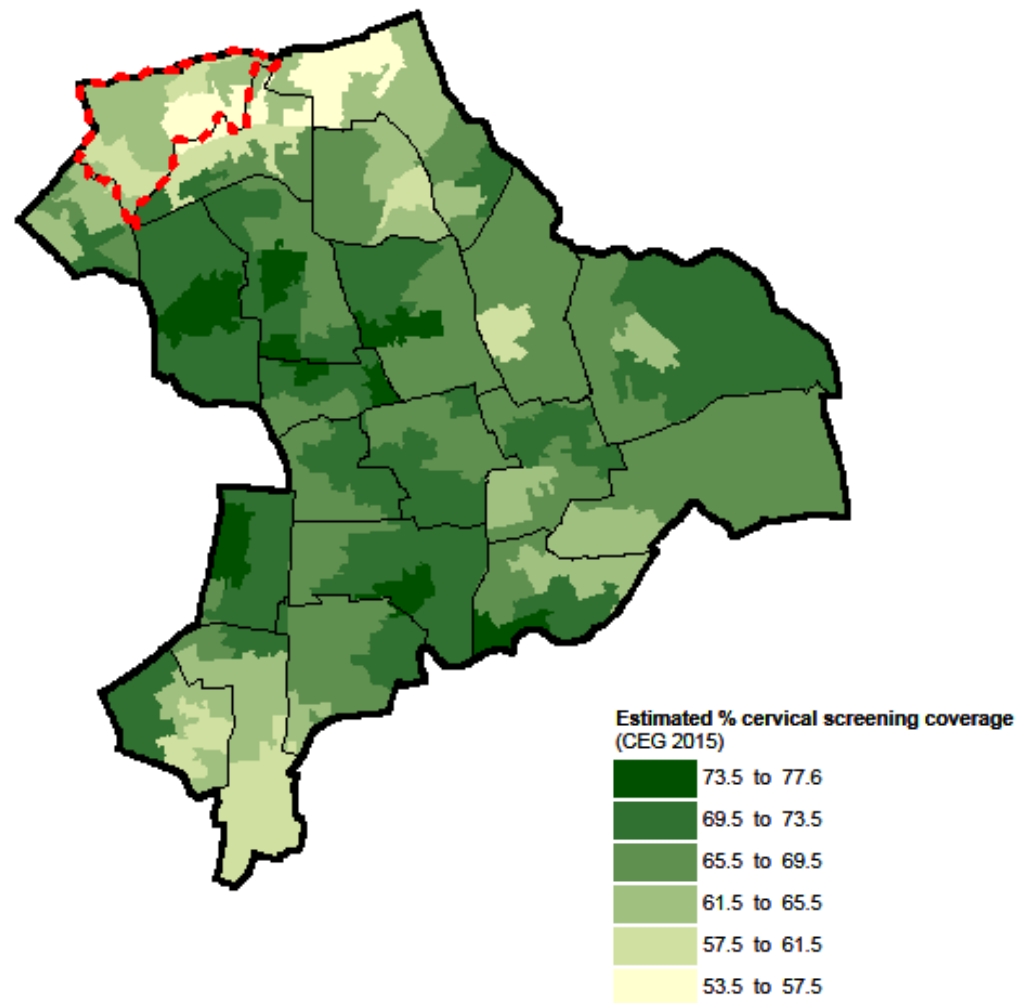 Estimated % cervical screening coverage
(CEG 2015)
73.5 to 77.6
69.5 to 73.5
65.5 to 69.5
61.5 to 65.5
57.5 to 61.5
53.5 to 57.5